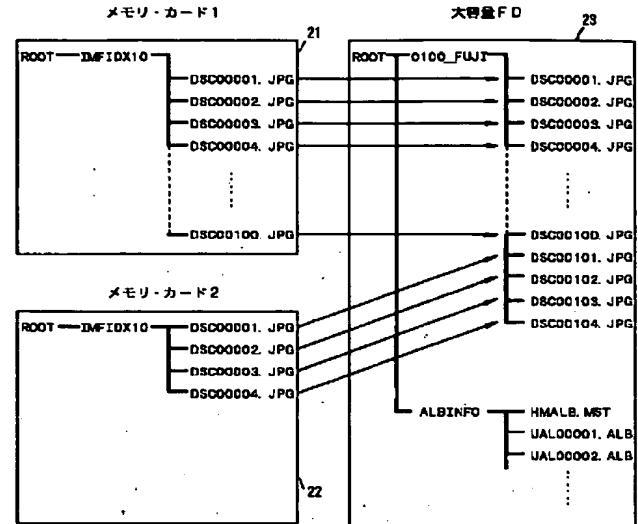 メモリ・カード1
21
ROOT IMFIDX10
DSC00001. JPG
DSC00002. JPG
DSC00003. JPG
DSC00004. JPG
DSC00100. JPG
メモリ・カード2
ROOT IMFIDX10 DSC00001. JPG
DSC00002. JPG
DSC00003. JPG
DSC00004. JPG
22
大容量FD
23
ROOT 0100_FUJI
DSC00001. JPG
DSC00002. JPG
DSC00003. JPG
DSC00004. JPG
DSC00100. JPG
DSC00101. JPG
DSC00102. JPG
DSC00103. JPG
DSC00104. JPG
ALBINFO HMALB. MST
UAL00001. ALB
UAL00002. ALB